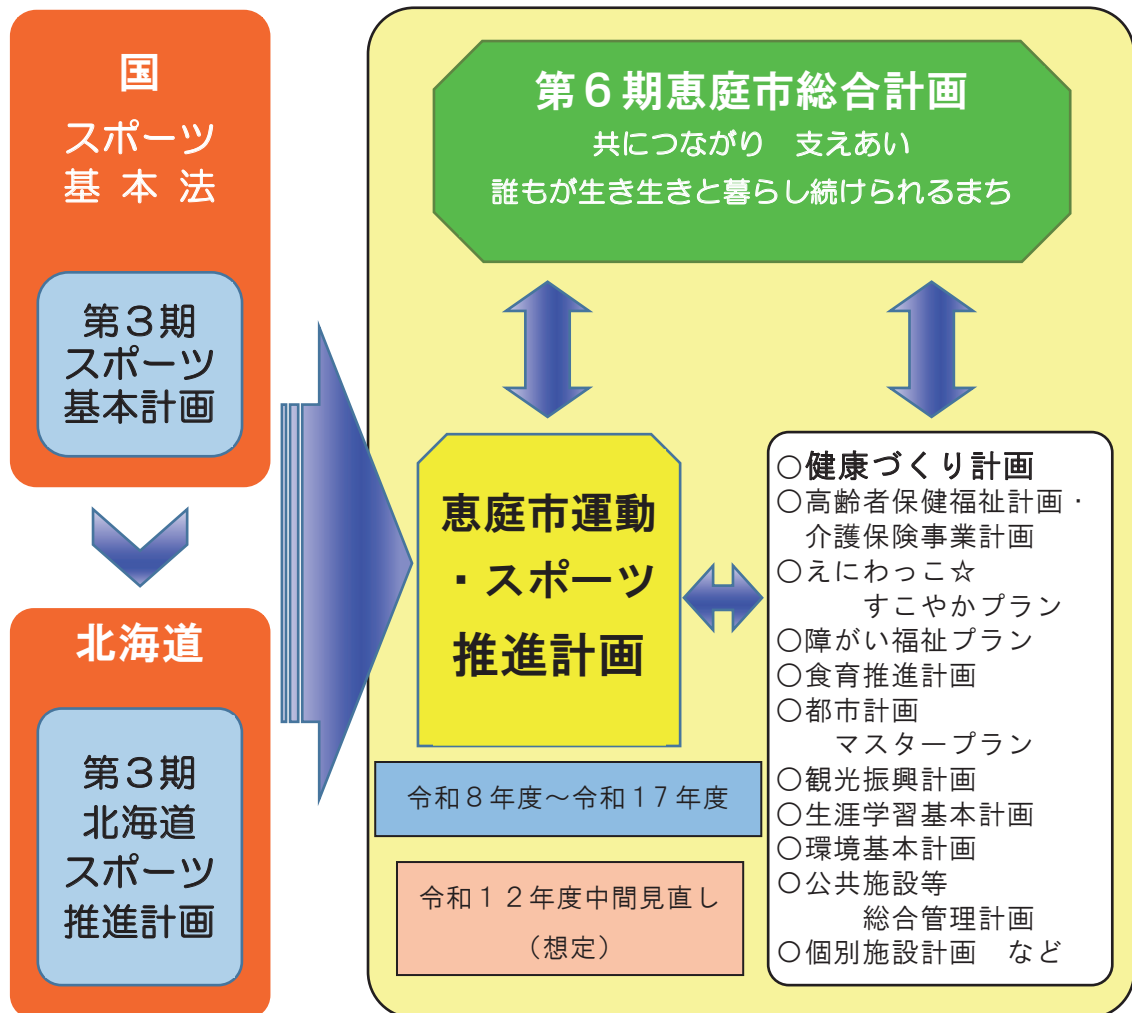 国
スポーツ
基 本 法
第３期
スポーツ
基本計画
北海道
第３期
北海道
スポーツ
推進計画
第６期恵庭市総合計画
共につながり　支えあい
誰もが生き生きと暮らし続けられるまち
恵庭市運動
・スポーツ
推進計画
令和８年度～令和１７年度
令和１２年度中間見直し
（想定）
○健康づくり計画
○高齢者保健福祉計画・
介護保険事業計画
○えにわっこ☆
すこやかプラン
○障がい福祉プラン
○食育推進計画
○都市計画
マスタープラン
○観光振興計画
○生涯学習基本計画
○環境基本計画
○公共施設等
総合管理計画
○個別施設計画　など